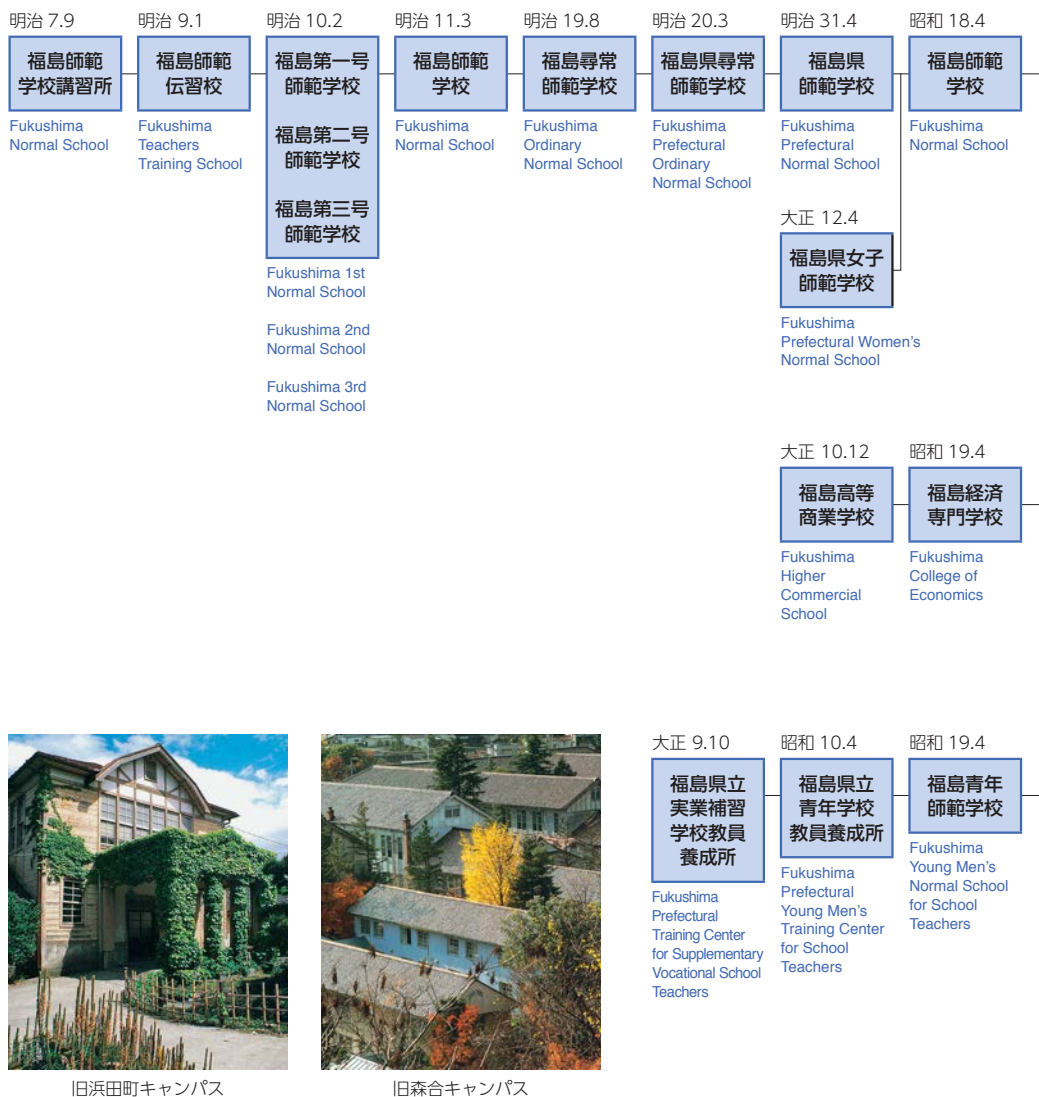 明治 7.9
福島師範
学校講習所
Fukushima
Normal School
明治 9.1
福島師範
伝習校
Fukushima
Teachers
Training School
明治 10.2
福島第一号
師範学校
福島第二号
師範学校
福島第三号
師範学校
Fukushima 1st
Normal School
Fukushima 2nd
Normal School
Fukushima 3rd
Normal School
明治 11.3
福島師範
学校
Fukushima
Normal School
明治 19.8
福島尋常
師範学校
Fukushima
Ordinary
Normal School
明治 20.3
福島県尋常
師範学校
Fukushima
Prefectural
Ordinary
Normal School
明治 31.4
福島県
師範学校
Fukushima
Prefectural
Normal School
昭和 18.4
福島師範
学校
Fukushima
Normal School
大正 12.4
福島県女子
師範学校
Fukushima
Prefectural Women’s
Normal School
大正 10.12
福島高等
商業学校
Fukushima
Higher
Commercial
School
昭和 19.4
福島経済
専門学校
Fukushima
College of
Economics
大正 9.10
福島県立
実業補習
学校教員
養成所
Fukushima
Prefectural
Training Center
for Supplementary
Vocational School
Teachers
昭和 10.4
福島県立
青年学校
教員養成所
Fukushima
Prefectural
Young Men’s
Training Center
for School
Teachers
昭和 19.4
福島青年
師範学校
Fukushima
Young Men’s
Normal School
for School
Teachers
旧浜田町キャンパス
旧森合キャンパス